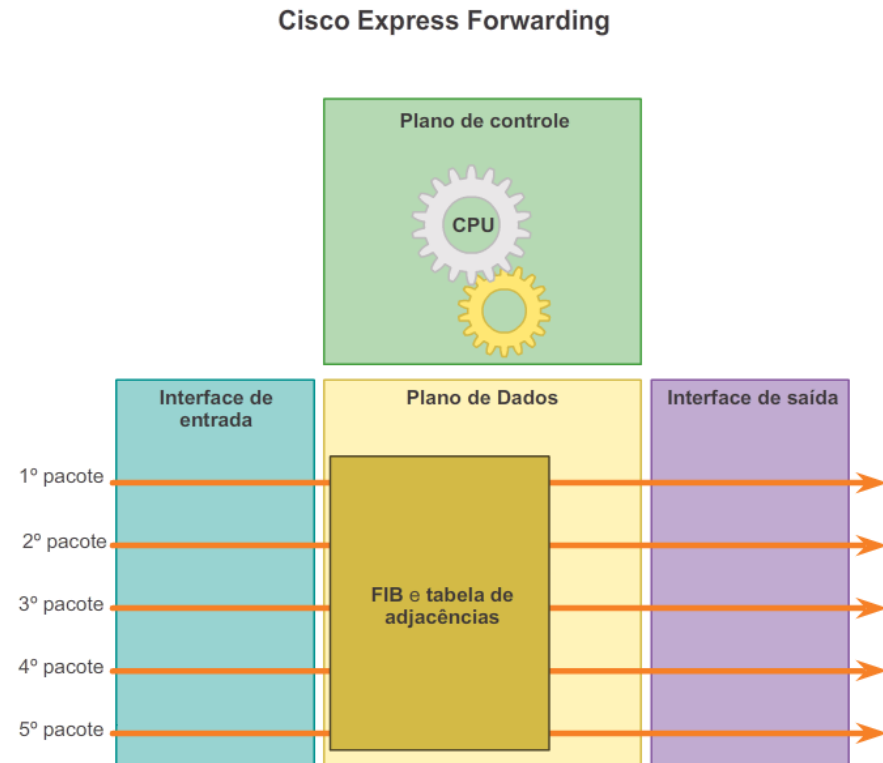 Cisco Express Forwarding
Plano de controle
CPU
Interface de
entrada
Plano de Dados
Interface de saída
1º pacote
2º pacote
3º pacote
4º pacote
5º pacote
FIB e tabela de
adjacências